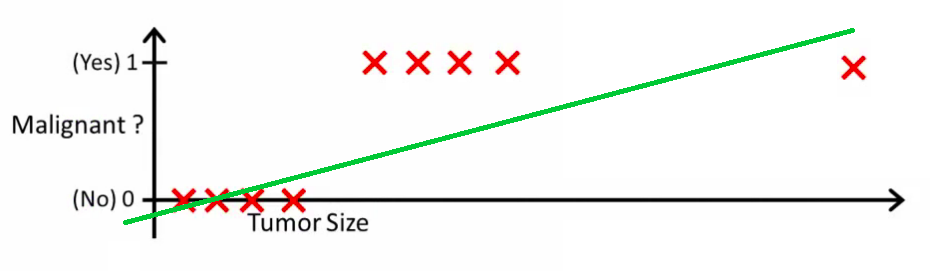 (Yes) 1
Malignant ?
(No) 0
Tumor Size